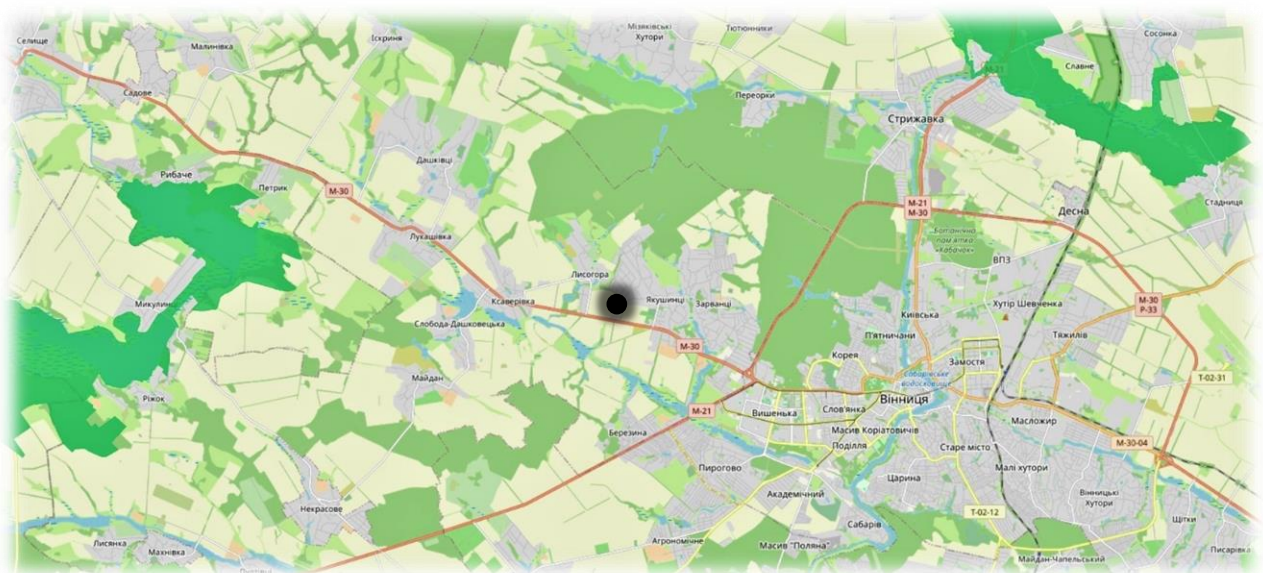 Мізяківські
Хутори
Тютюнники
Сосонка
Селище
Малинівка
Іскриня
Славне
М-21
Садове
Переорки
Стрижавка
Дашківці
Рибаче
Петрик
М-30
М-21
М-30
Десна
Стадниця
Лукашівка
Ботанічна
пам'ятка
«Кабачок»
ВПЗ
Лисогора
Микулин
Ксаверівка
Якушинці
Зарванці
Хутір Шевченка
М-30
Р-33
Слобода-Дашковецька
Київська
Тяжилів
П'ятничани
М-30
Корея
Замостя
Майдан
Сабарівське
водосховище
Т-02-31
Ріжок
Вінниця
М-21
Вишенька
Слов'янка
Масложир
Березина
Масив Коріатовичів
Поділля
Старе місто
М-30-04
Пирогово
Малі хутори
Царина
Академічний
Вінницькі
Хутори
Некрасове
Т-02-12
Сабарів
Щітки
Лисянка
Махнівка
Агрономічне
Масив "Поляна"
Писарівка
Майдан-Чапельський